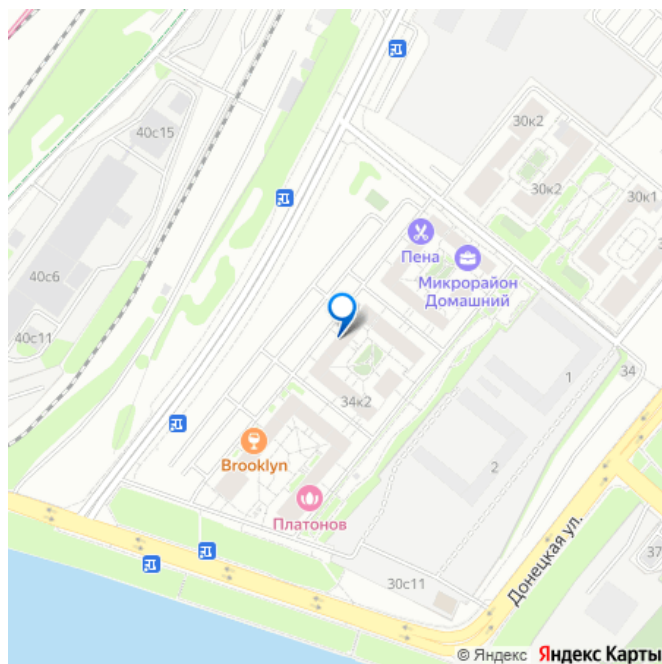 40с15
30к2
30к2
30к1
Пена
Микрорайон
Домашний
40с6
40с11
34
1
34к2
2
Brooklyn
Платонов
Донецкая ул.
37
30с11
© Яндекс Яндекс Карты